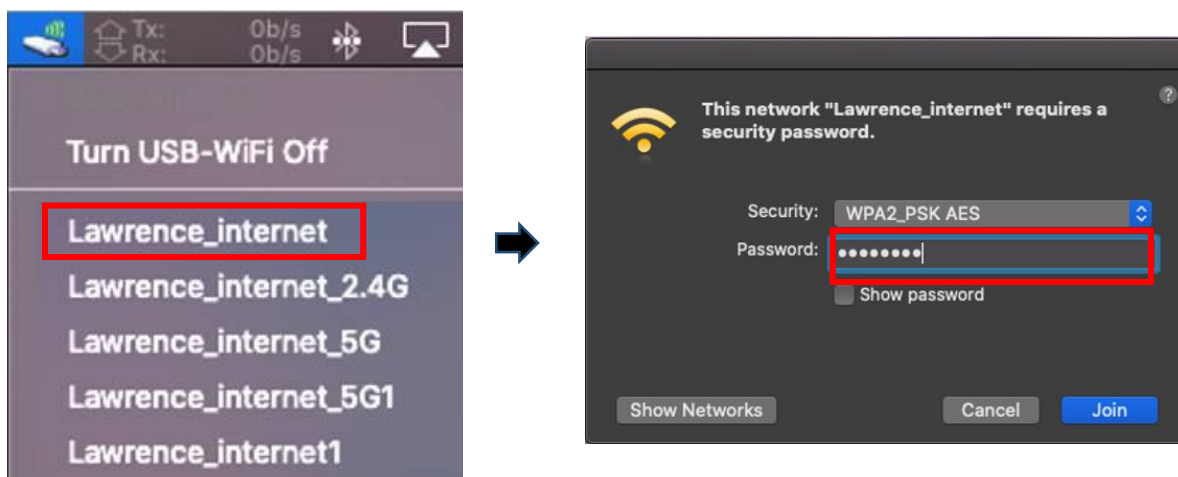 Tx: 0b/s
Rx: 0b/s
Turn USB-WiFi Off
Lawrence_internet
Lawrence_internet_2.4G
Lawrence_internet_5G
Lawrence_internet_5G1
Lawrence_internet1
?
This network "Lawrence_internet" requires a
security password.
Security: WPA2_PSK AES
Password: ••••••••
Show password
Show Networks Cancel Join